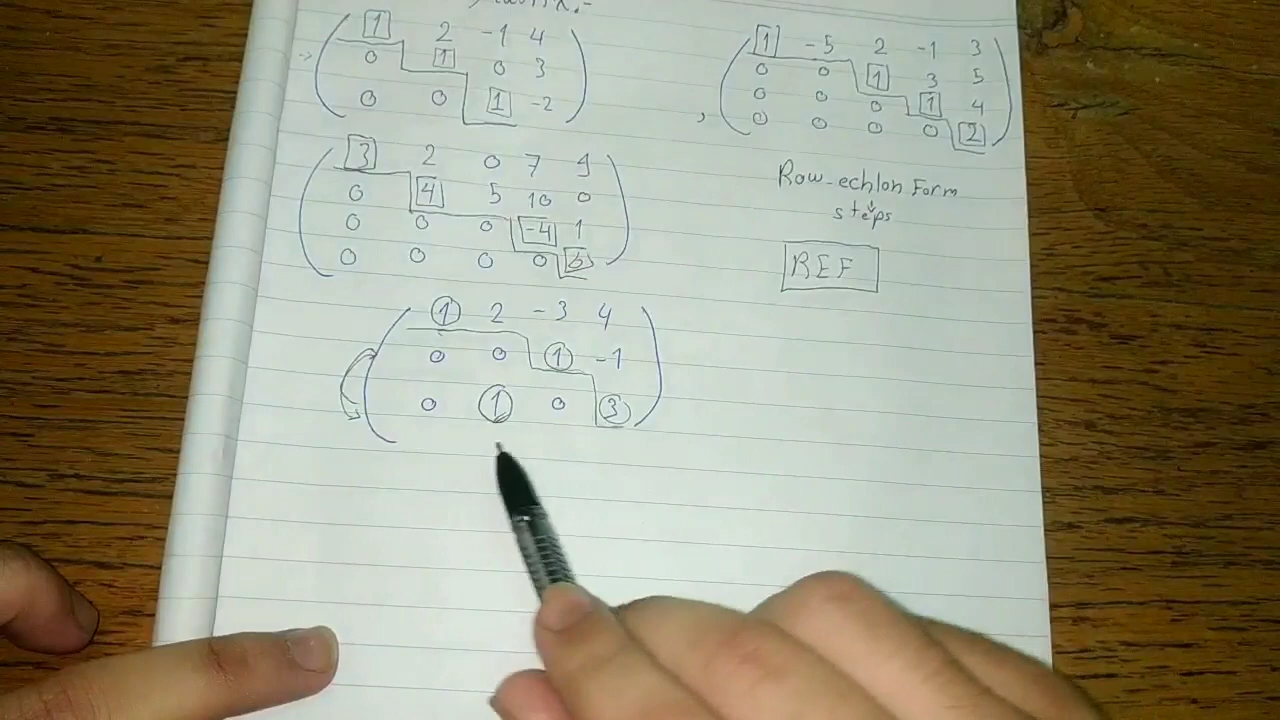 1 2 -1 4
0 1 0 3
0 0 1 -2
, 1 -5 2 -1 3
0 0 1 3 5
0 0 0 1 4
0 0 0 0 2
3 2 0 7 9
0 4 5 10 0
0 0 0 -4 1
0 0 0 0
Row-echlon Form
steps
REF
1 2 -3 4
0 0 1 -1
0 1 0 3